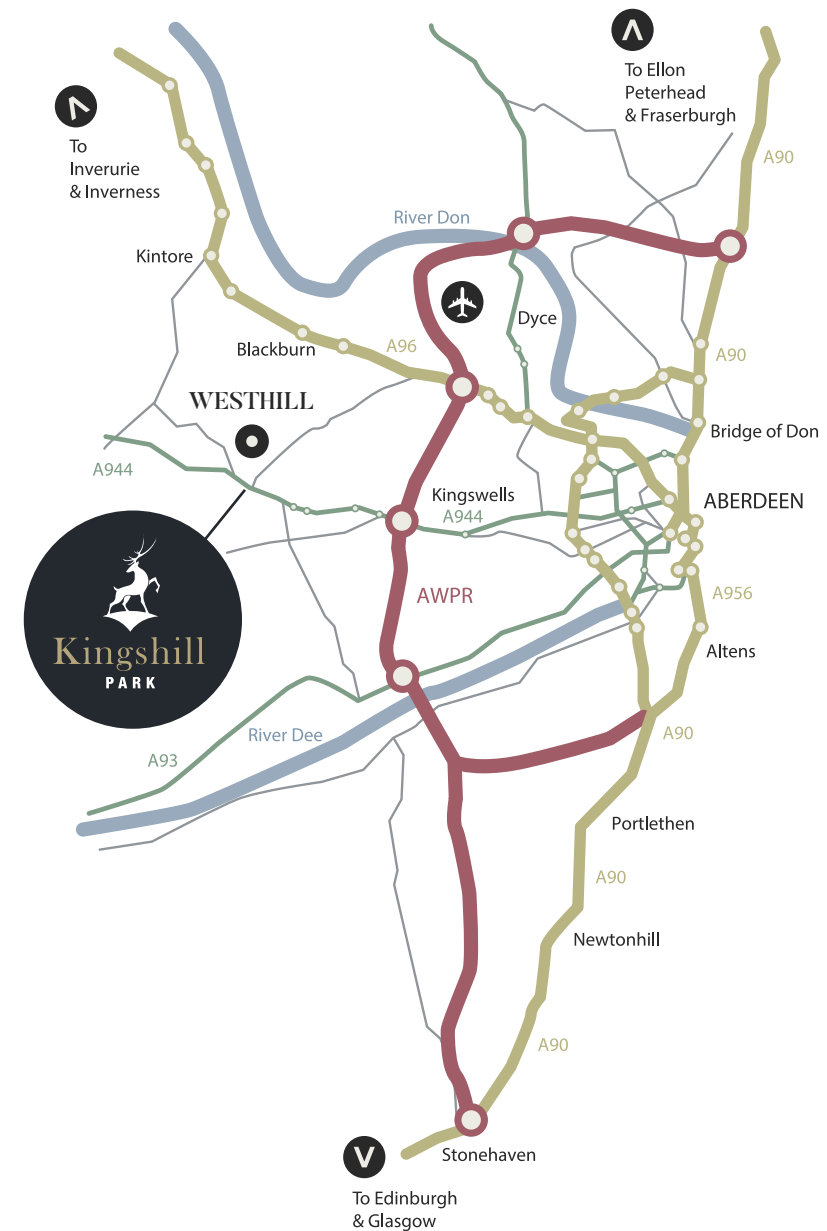 To Ellon
Peterhead
& Fraserburgh
To
Inverurie
& Inverness
A90
River Don
Kintore
Dyce
Blackburn
A96
A90
WESTHILL
Bridge of Don
A944
Kingswells
A944
ABERDEEN
AWPR
A956
Kingshill
PARK
Altens
River Dee
A90
A93
Portlethen
A90
Newtonhill
A90
Stonehaven
To Edinburgh
& Glasgow